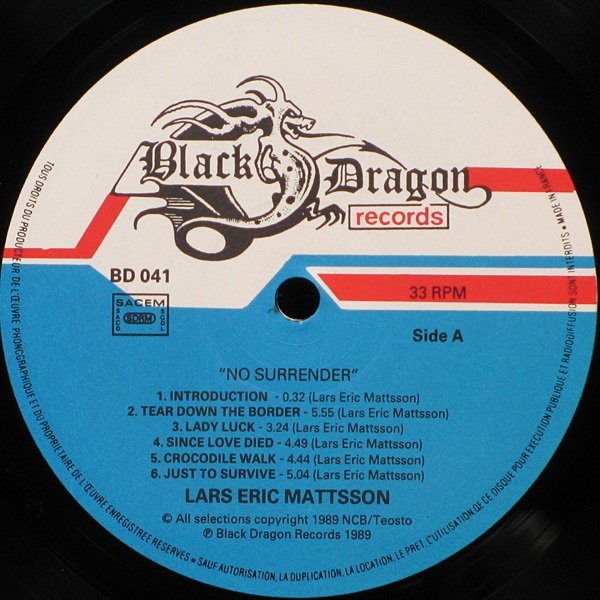 Black Dragon
records
BD 041
SACEM
SACD
SDRM
SCDL
SGDL
33 RPM
Side A
"NO SURRENDER"
1. INTRODUCTION - 0.32 (Lars Eric Mattsson)
2. TEAR DOWN THE BORDER - 5.55 (Lars Eric Mattsson)
3. LADY LUCK - 3.24 (Lars Eric Mattsson)
4. SINCE LOVE DIED - 4.49 (Lars Eric Mattsson)
5. CROCODILE WALK - 4.44 (Lars Eric Mattsson)
6. JUST TO SURVIVE - 5.04 (Lars Eric Mattsson)
LARS ERIC MATTSSON
© All selections copyright 1989 NCB/Teosto
℗ Black Dragon Records 1989
TOUS DROITS DU PRODUCTEUR DE L'ŒUVRE PHONOGRAPHIQUE ET DU PROPRIETAIRE DE L'ŒUVRE ENREGISTREE RESERVES • SAUF AUTORISATION, LA DUPLICATION, LA LOCATION, LE PRET, L'UTILISATION DE CE DISQUE POUR EXECUTION PUBLIQUE ET RADIODIFFUSION SONT INTERDITS • MADE IN FRANCE